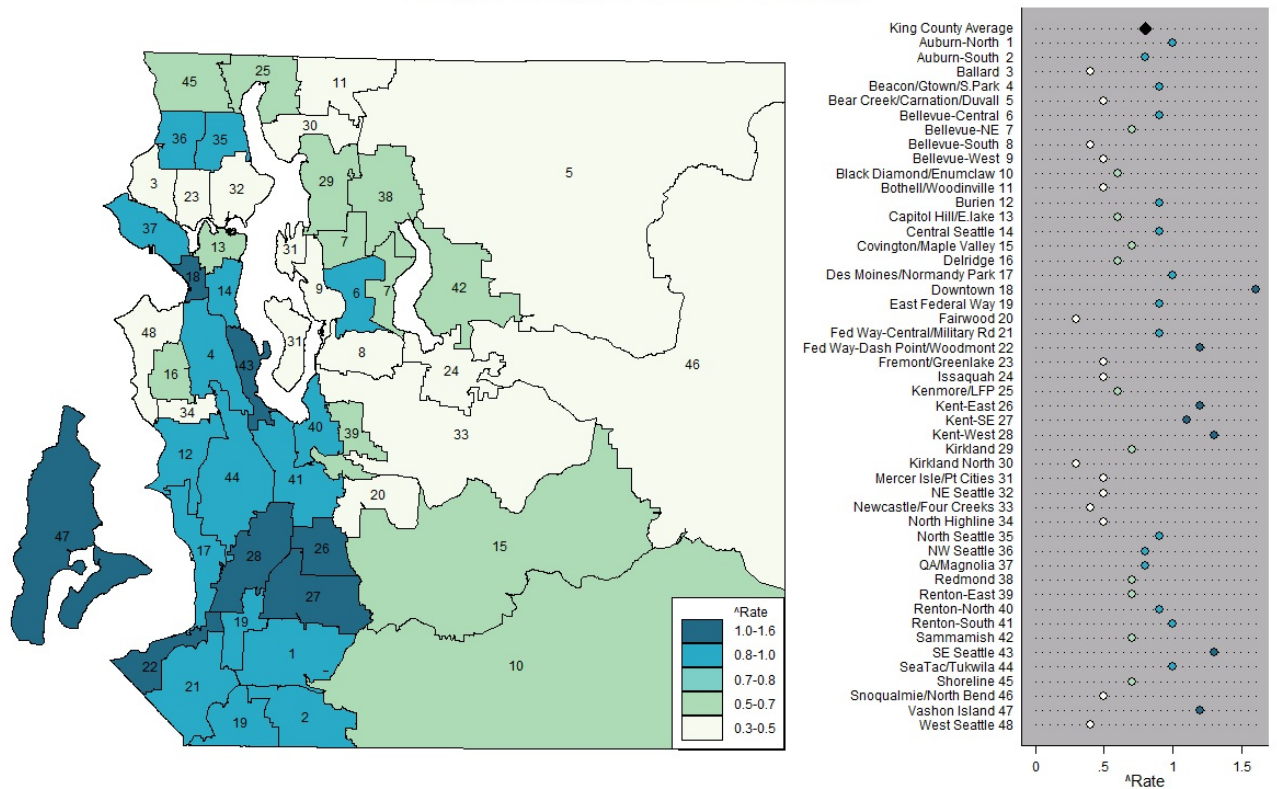 45
25
11
36
35
30
3
23
32
29
38
5
37
13
31
7
18
14
9
6
7
42
48
4
31
43
8
46
16
24
34
40
39
33
12
44
41
20
47
17
28
26
15
27
19
1
22
10
21
19
2
^Rate
1.0-1.6
0.8-1.0
0.7-0.8
0.5-0.7
0.3-0.5
King County Average
Auburn-North 1
Auburn-South 2
Ballard 3
Beacon/Gtown/S.Park 4
Bear Creek/Carnation/Duvall 5
Bellevue-Central 6
Bellevue-NE 7
Bellevue-South 8
Bellevue-West 9
Black Diamond/Enumclaw 10
Bothell/Woodinville 11
Burien 12
Capitol Hill/E.lake 13
Central Seattle 14
Covington/Maple Valley 15
Delridge 16
Des Moines/Normandy Park 17
Downtown 18
East Federal Way 19
Fairwood 20
Fed Way-Central/Military Rd 21
Fed Way-Dash Point/Woodmont 22
Fremont/Greenlake 23
Issaquah 24
Kenmore/LFP 25
Kent-East 26
Kent-SE 27
Kent-West 28
Kirkland 29
Kirkland North 30
Mercer Isle/Pt Cities 31
NE Seattle 32
Newcastle/Four Creeks 33
North Highline 34
North Seattle 35
NW Seattle 36
QA/Magnolia 37
Redmond 38
Renton-East 39
Renton-North 40
Renton-South 41
Sammamish 42
SE Seattle 43
SeaTac/Tukwila 44
Shoreline 45
Snoqualmie/North Bend 46
Vashon Island 47
West Seattle 48
0 .5 1 1.5
^Rate